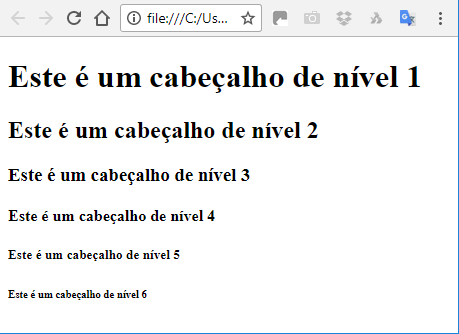 file:///C:/Us...
Este é um cabeçalho de nível 1
Este é um cabeçalho de nível 2
Este é um cabeçalho de nível 3
Este é um cabeçalho de nível 4
Este é um cabeçalho de nível 5
Este é um cabeçalho de nível 6